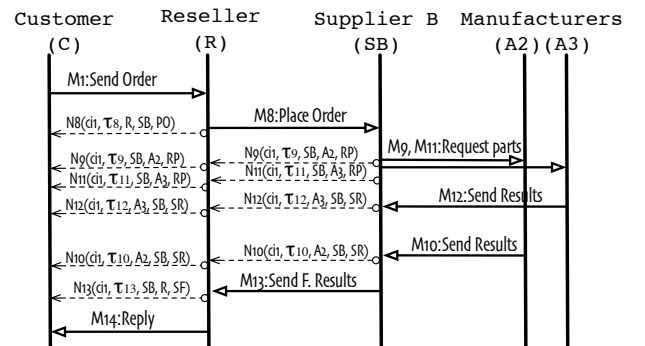 Customer Reseller Supplier B Manufacturers
(C) (R) (SB) (A2)(A3)
M1:Send Order
N8(ci1, τ8, R, SB, PO)
M8:Place Order
N9(ci1, τ9, SB, A2, RP)
N9(ci1, τ9, SB, A2, RP)
M9, M11:Request parts
N11(ci1, τ11, SB, A3, RP)
N11(ci1, τ11, SB, A3, RP)
M12:Send Results
N12(ci1, τ12, A3, SB, SR)
N12(ci1, τ12, A3, SB, SR)
M10:Send Results
N10(ci1, τ10, A2, SB, SR)
N10(ci1, τ10, A2, SB, SR)
M13:Send F. Results
N13(ci1, τ13, SB, R, SF)
M14:Reply